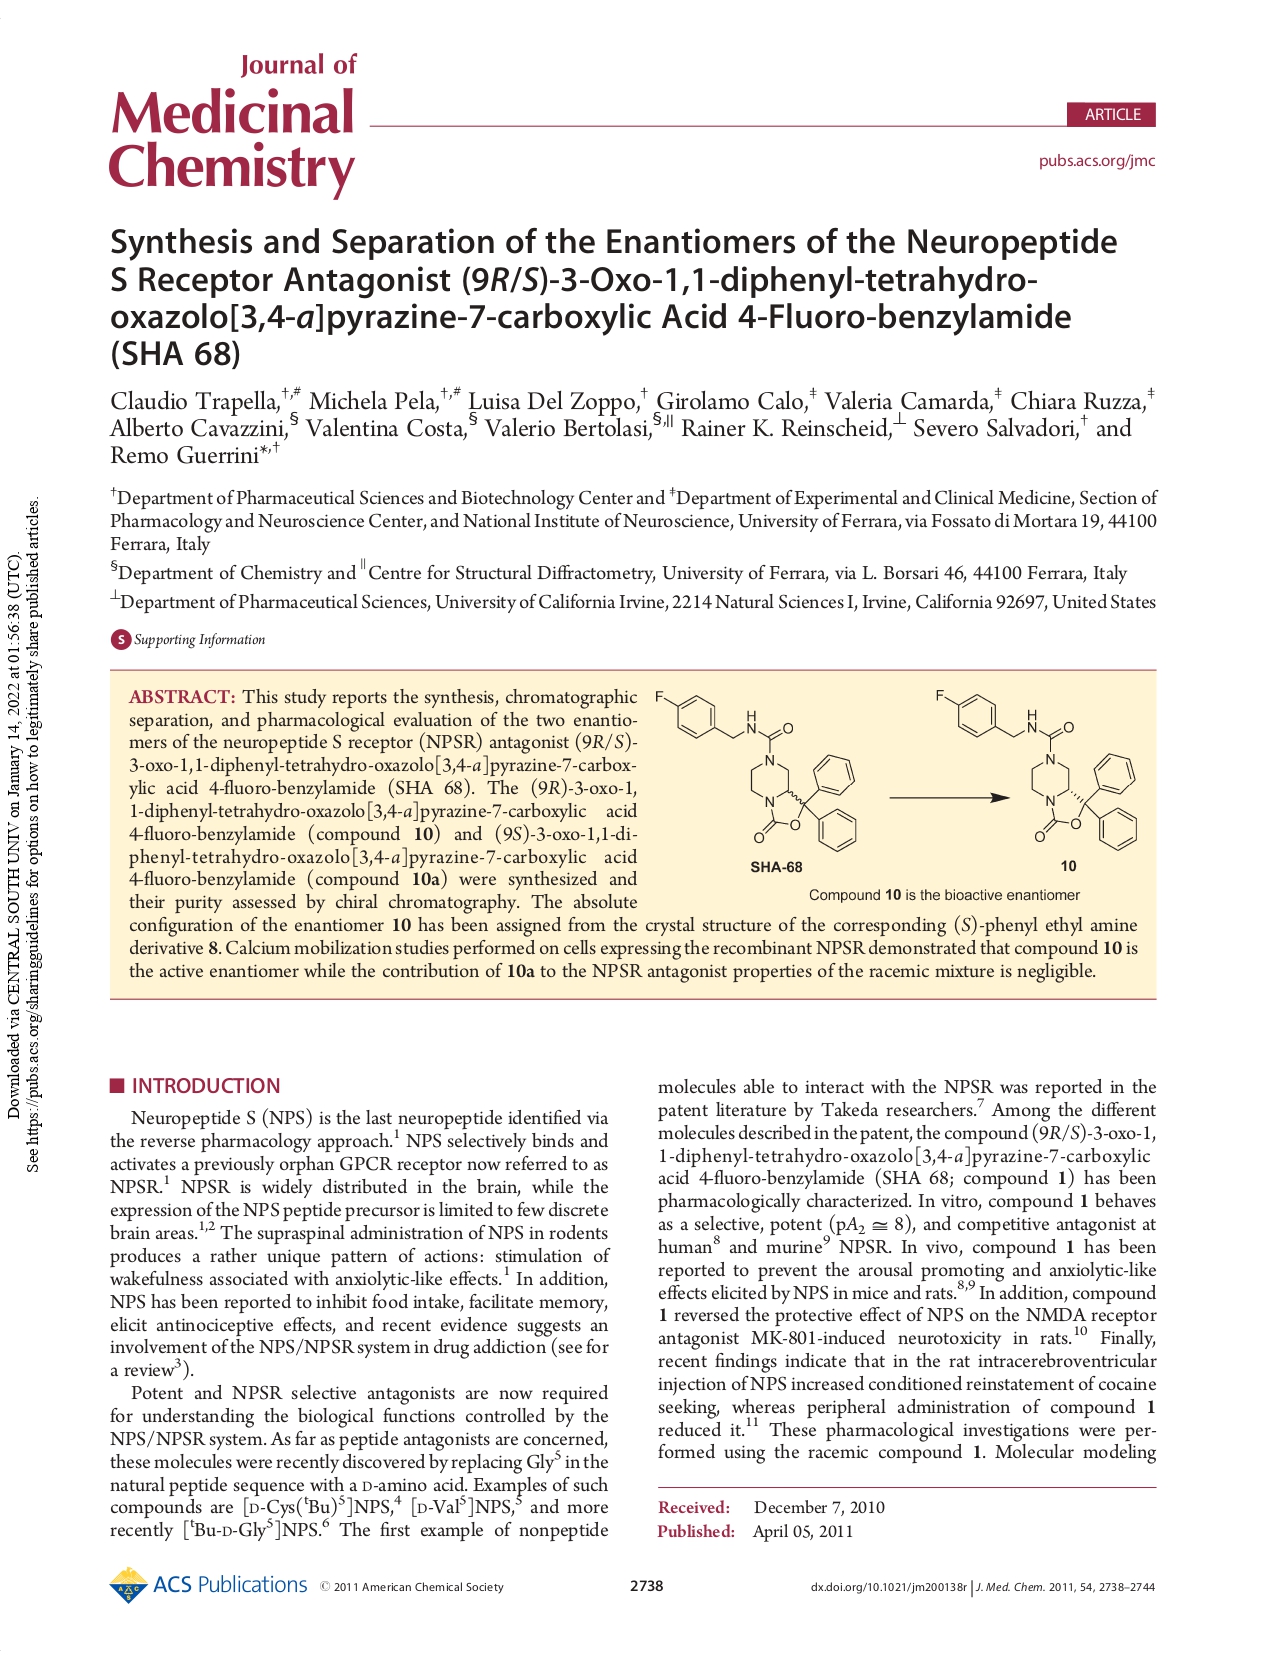 Journal of
Medicinal
Chemistry
ARTICLE
pubs.acs.org/jmc
Synthesis and Separation of the Enantiomers of the Neuropeptide
S Receptor Antagonist (9R/S)-3-Oxo-1,1-diphenyl-tetrahydro-
oxazolo[3,4-a]pyrazine-7-carboxylic Acid 4-Fluoro-benzylamide
(SHA 68)
Claudio Trapella,†,# Michela Pela,†,# Luisa Del Zoppo,† Girolamo Calo,‡ Valeria Camarda,‡ Chiara Ruzza,‡
Alberto Cavazzini,§ Valentina Costa,§ Valerio Bertolasi,§,|| Rainer K. Reinscheid,⊥ Severo Salvadori,† and
Remo Guerrini*,†
†Department of Pharmaceutical Sciences and Biotechnology Center and ‡Department of Experimental and Clinical Medicine, Section of
Pharmacology and Neuroscience Center, and National Institute of Neuroscience, University of Ferrara, via Fossato di Mortara 19, 44100
Ferrara, Italy
§Department of Chemistry and ||Centre for Structural Diffractometry, University of Ferrara, via L. Borsari 46, 44100 Ferrara, Italy
⊥Department of Pharmaceutical Sciences, University of California Irvine, 2214 Natural Sciences I, Irvine, California 92697, United States
S Supporting Information
ABSTRACT: This study reports the synthesis, chromatographic
separation, and pharmacological evaluation of the two enantio-
mers of the neuropeptide S receptor (NPSR) antagonist (9R/S)-
3-oxo-1,1-diphenyl-tetrahydro-oxazolo[3,4-a]pyrazine-7-carbox-
ylic acid 4-fluoro-benzylamide (SHA 68). The (9R)-3-oxo-1,
1-diphenyl-tetrahydro-oxazolo[3,4-a]pyrazine-7-carboxylic acid
4-fluoro-benzylamide (compound 10) and (9S)-3-oxo-1,1-di-
phenyl-tetrahydro-oxazolo[3,4-a]pyrazine-7-carboxylic acid
4-fluoro-benzylamide (compound 10a) were synthesized and
their purity assessed by chiral chromatography. The absolute
configuration of the enantiomer 10 has been assigned from the crystal structure of the corresponding (S)-phenyl ethyl amine
derivative 8. Calcium mobilization studies performed on cells expressing the recombinant NPSR demonstrated that compound 10 is
the active enantiomer while the contribution of 10a to the NPSR antagonist properties of the racemic mixture is negligible.
F
H
N
O
N
N
O
O
SHA-68
F
H
N
O
N
N
O
O
10
Compound 10 is the bioactive enantiomer
INTRODUCTION
Neuropeptide S (NPS) is the last neuropeptide identified via
the reverse pharmacology approach.1 NPS selectively binds and
activates a previously orphan GPCR receptor now referred to as
NPSR.1 NPSR is widely distributed in the brain, while the
expression of the NPS peptide precursor is limited to few discrete
brain areas.1,2 The supraspinal administration of NPS in rodents
produces a rather unique pattern of actions: stimulation of
wakefulness associated with anxiolytic-like effects.1 In addition,
NPS has been reported to inhibit food intake, facilitate memory,
elicit antinociceptive effects, and recent evidence suggests an
involvement of the NPS/NPSR system in drug addiction (see for
a review3).
Potent and NPSR selective antagonists are now required
for understanding the biological functions controlled by the
NPS/NPSR system. As far as peptide antagonists are concerned,
these molecules were recently discovered by replacing Gly5 in the
natural peptide sequence with a D-amino acid. Examples of such
compounds are [D-Cys(tBu)5]NPS,4 [D-Val5]NPS,5 and more
recently [tBu-D-Gly5]NPS.6 The first example of nonpeptide
molecules able to interact with the NPSR was reported in the
patent literature by Takeda researchers.7 Among the different
molecules described in the patent, the compound (9R/S)-3-oxo-1,
1-diphenyl-tetrahydro-oxazolo[3,4-a]pyrazine-7-carboxylic
acid 4-fluoro-benzylamide (SHA 68; compound 1) has been
pharmacologically characterized. In vitro, compound 1 behaves
as a selective, potent (pA2 ≅ 8), and competitive antagonist at
human8 and murine9 NPSR. In vivo, compound 1 has been
reported to prevent the arousal promoting and anxiolytic-like
effects elicited by NPS in mice and rats.8,9 In addition, compound
1 reversed the protective effect of NPS on the NMDA receptor
antagonist MK-801-induced neurotoxicity in rats.10 Finally,
recent findings indicate that in the rat intracerebroventricular
injection of NPS increased conditioned reinstatement of cocaine
seeking, whereas peripheral administration of compound 1
reduced it.11 These pharmacological investigations were per-
formed using the racemic compound 1. Molecular modeling
Received: December 7, 2010
Published: April 05, 2011
ACS Publications © 2011 American Chemical Society
2738
dx.doi.org/10.1021/jm200138r | J. Med. Chem. 2011, 54, 2738–2744
Downloaded via CENTRAL SOUTH UNIV on January 14, 2022 at 01:56:38 (UTC).
See https://pubs.acs.org/sharingguidelines for options on how to legitimately share published articles.